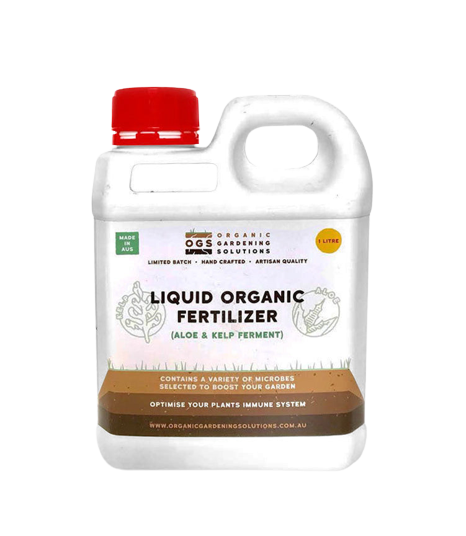 MADE
IN
AUS
OGS
ORGANIC
GARDENING
SOLUTIONS
1 LITRE
LIMITED BATCH • HAND CRAFTED • ARTISAN QUALITY
LIQUID ORGANIC
FERTILIZER
(ALOE & KELP FERMENT)
ALOE
CONTAINS A VARIETY OF MICROBES
SELECTED TO BOOST YOUR GARDEN
OPTIMISE YOUR PLANTS IMMUNE SYSTEM
WWW.ORGANICGARDENINGSOLUTIONS.COM.AU